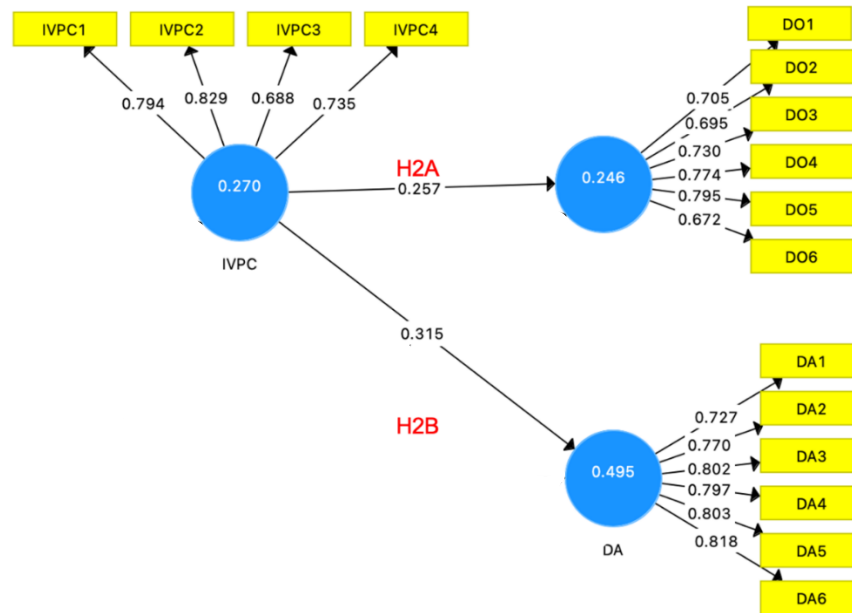 IVPC1
IVPC2
IVPC3
IVPC4
0.794
0.829
0.688
0.735
0.270
IVPC
H2A
0.257
0.246
DO1
DO2
DO3
DO4
DO5
DO6
0.705
0.695
0.730
0.774
0.795
0.672
0.315
H2B
0.495
DA
DA1
DA2
DA3
DA4
DA5
DA6
0.727
0.770
0.802
0.797
0.803
0.818